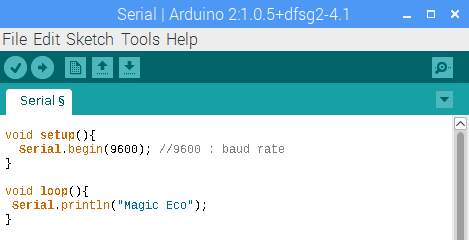 Serial | Arduino 2:1.0.5+dfsg2-4.1
File Edit Sketch Tools Help
Serial §
void setup(){
  Serial.begin(9600); //9600 : baud rate
}
void loop(){
 Serial.println("Magic Eco");
}